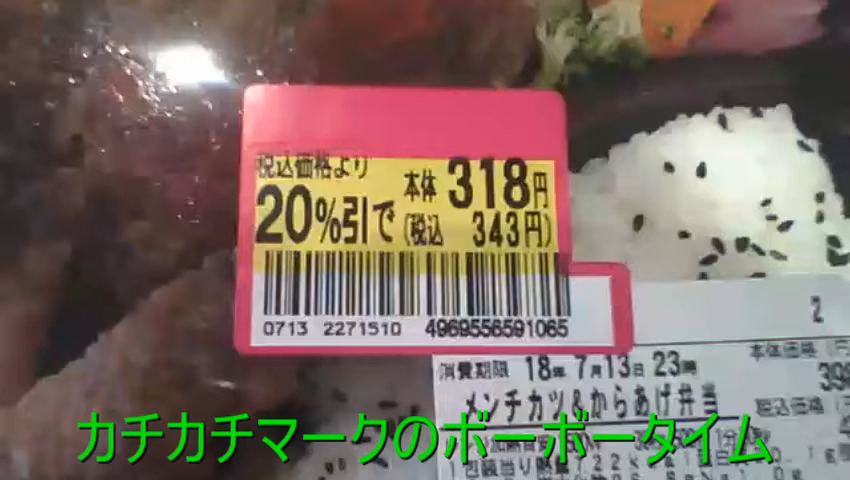 税込価格より
20%引で
本体 318円
(税込 343円)
0713 2271510 4969556591065
2
消費期限 18年 7月13日 23時
本体価格
398
メンチカツ&からあげ弁当
税込価格
カチカチマークのボーボータイム